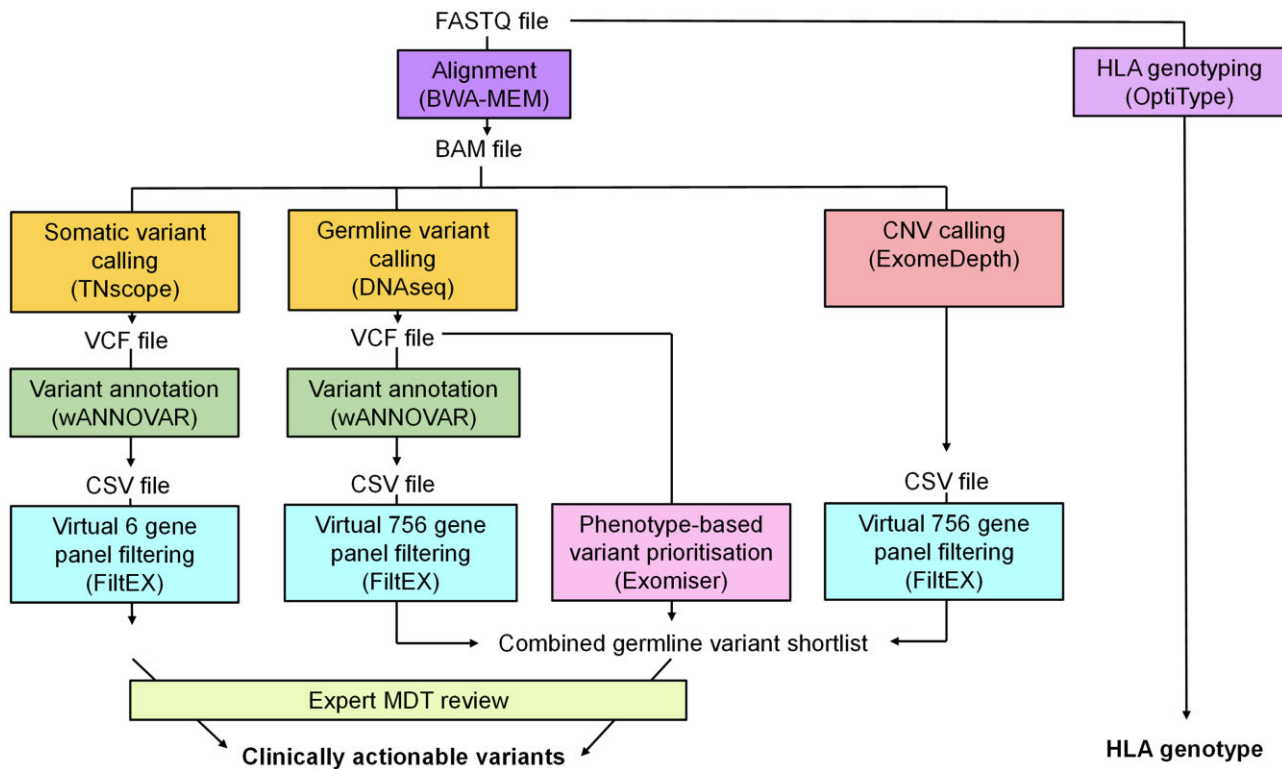 FASTQ file
Alignment
(BWA-MEM)
HLA genotyping
(OptiType)
BAM file
Somatic variant
calling
(TNscope)
Germline variant
calling
(DNAseq)
CNV calling
(ExomeDepth)
VCF file
VCF file
Variant annotation
(wANNOVAR)
Variant annotation
(wANNOVAR)
CSV file
CSV file
CSV file
Virtual 6 gene
panel filtering
(FiltEX)
Virtual 756 gene
panel filtering
(FiltEX)
Phenotype-based
variant prioritisation
(Exomiser)
Virtual 756 gene
panel filtering
(FiltEX)
Combined germline variant shortlist
Expert MDT review
Clinically actionable variants
HLA genotype